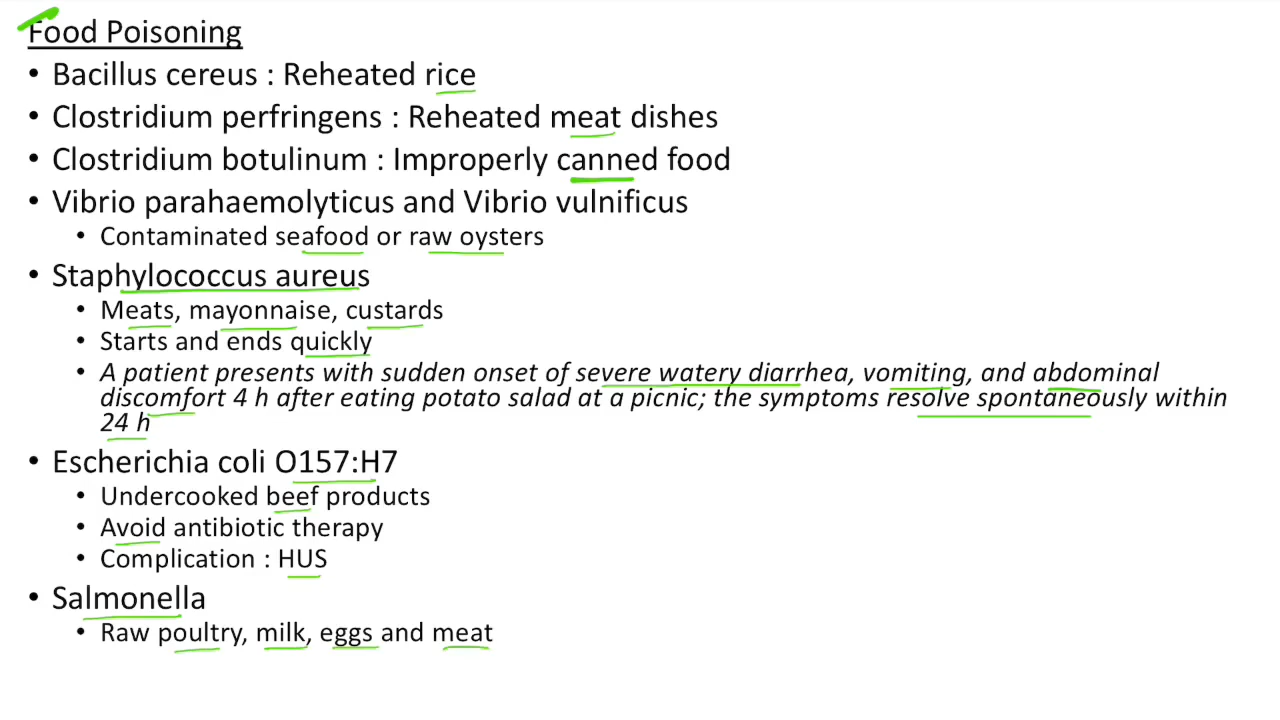 Food Poisoning
• Bacillus cereus : Reheated rice
• Clostridium perfringens : Reheated meat dishes
• Clostridium botulinum : Improperly canned food
• Vibrio parahaemolyticus and Vibrio vulnificus
• Contaminated seafood or raw oysters
• Staphylococcus aureus
• Meats, mayonnaise, custards
• Starts and ends quickly
• A patient presents with sudden onset of severe watery diarrhea, vomiting, and abdominal
discomfort 4 h after eating potato salad at a picnic; the symptoms resolve spontaneously within
24 h
• Escherichia coli O157:H7
• Undercooked beef products
• Avoid antibiotic therapy
• Complication : HUS
• Salmonella
• Raw poultry, milk, eggs and meat